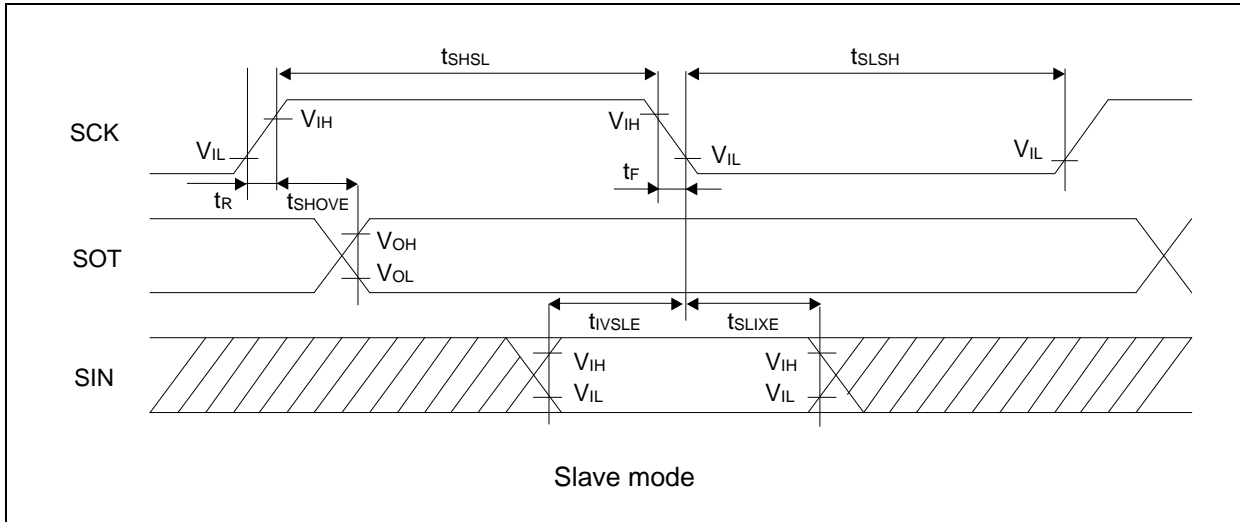 tSHSL
tSLSH
SCK
VIH
VIH
VIL
VIL
VIL
tR
tSHOVE
tF
SOT
VOH
VOL
tIVSLE
tSLIXE
SIN
VIH
VIH
VIL
VIL
Slave mode